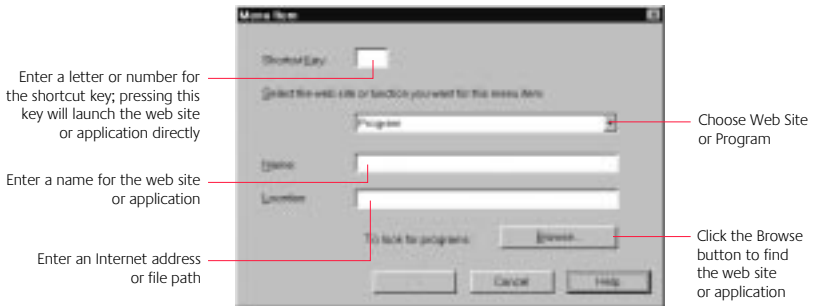 Menu Item
Shortcut Key:
Enter a letter or number for
the shortcut key; pressing this
key will launch the web site
or application directly
Select the web site or function you want for this menu item:
Program
Choose Web Site
or Program
Name:
Enter a name for the web site
or application
Location:
To look for programs:
Browse...
Enter an Internet address
or file path
Click the Browse
button to find
the web site
or application
Cancel
Help